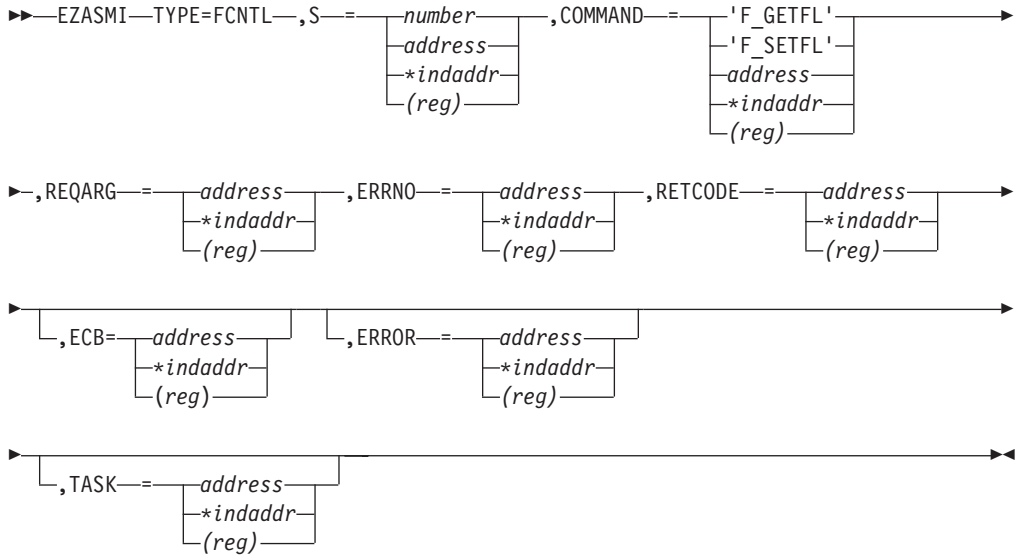 EZASMI TYPE=FCNTL ,S = number ,COMMAND = 'F_GETFL'
address 'F_SETFL'
*indaddr address
(reg) *indaddr
(reg)
,REQARG = address ,ERRNO = address ,RETCODE = address
*indaddr *indaddr *indaddr
(reg) (reg) (reg)
,ECB= address ,ERROR = address
*indaddr *indaddr
(reg) (reg)
,TASK = address
*indaddr
(reg)